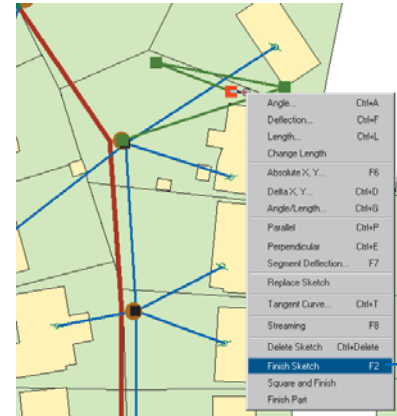 Angle... Ctrl+A
Deflection... Ctrl+F
Length... Ctrl+L
Change Length
Absolute X, Y... F6
Delta X, Y... Ctrl+D
Angle/Length... Ctrl+G
Parallel Ctrl+P
Perpendicular Ctrl+E
Segment Deflection... F7
Replace Sketch
Tangent Curve... Ctrl+T
Streaming F8
Delete Sketch Ctrl+Delete
Finish Sketch F2
Square and Finish
Finish Part